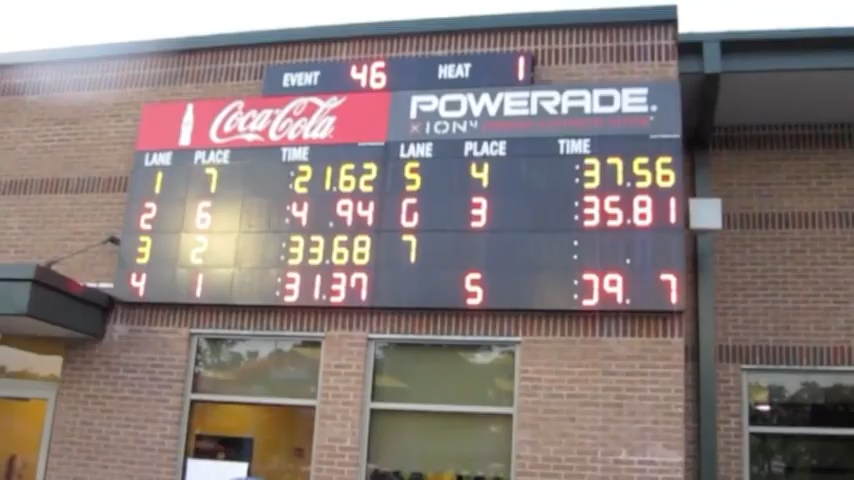 EVENT 46 HEAT 1
Coca-Cola POWERADE
ION4
LANE PLACE TIME LANE PLACE TIME
1 7 :21.62 5 4 :37.56
2 6 :4 .94 G 3 :35.81
3 2 :33.68 7 : .
4 1 :31.37 5 :39. 7